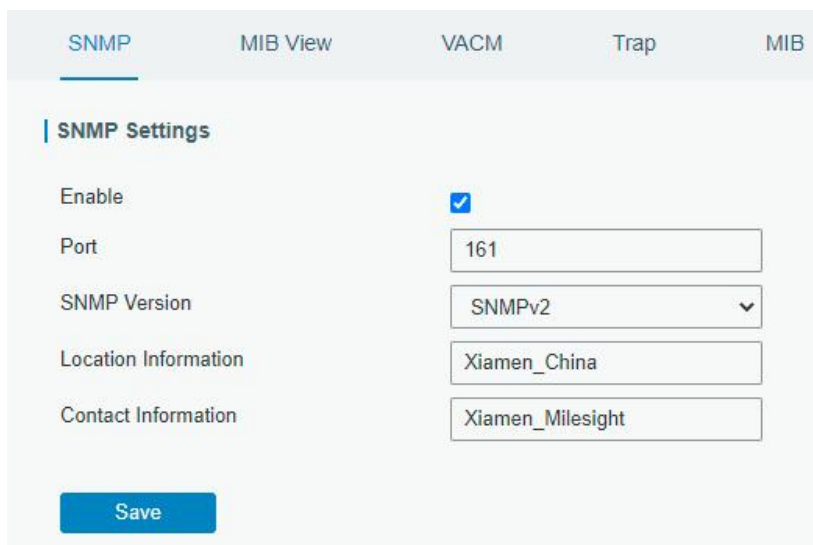 SNMP MIB View VACM Trap MIB
SNMP Settings
Enable
Port 161
SNMP Version SNMPv2
Location Information Xiamen_China
Contact Information Xiamen_Milesight
Save